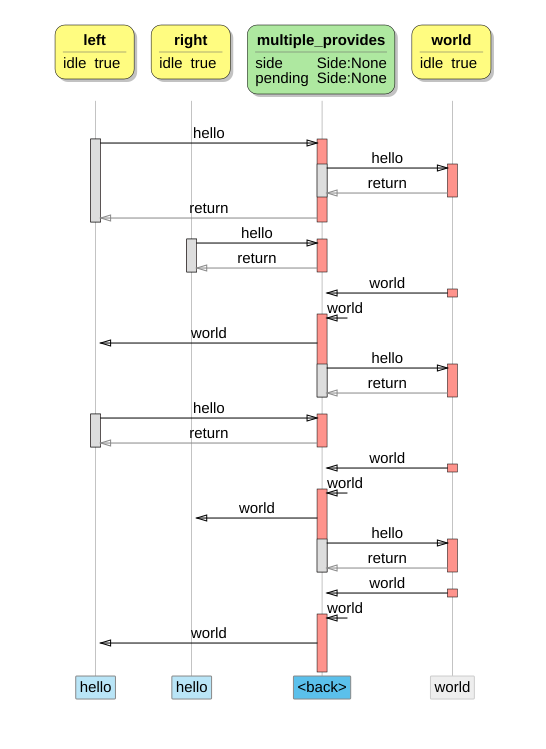 left right multiple_provides world
idle true idle true side Side:None idle true
pending Side:None
hello
hello
return
return
hello
return
world
world
world
hello
return
hello
return
world
world
world
hello
return
world
world
world
hello hello <back> world